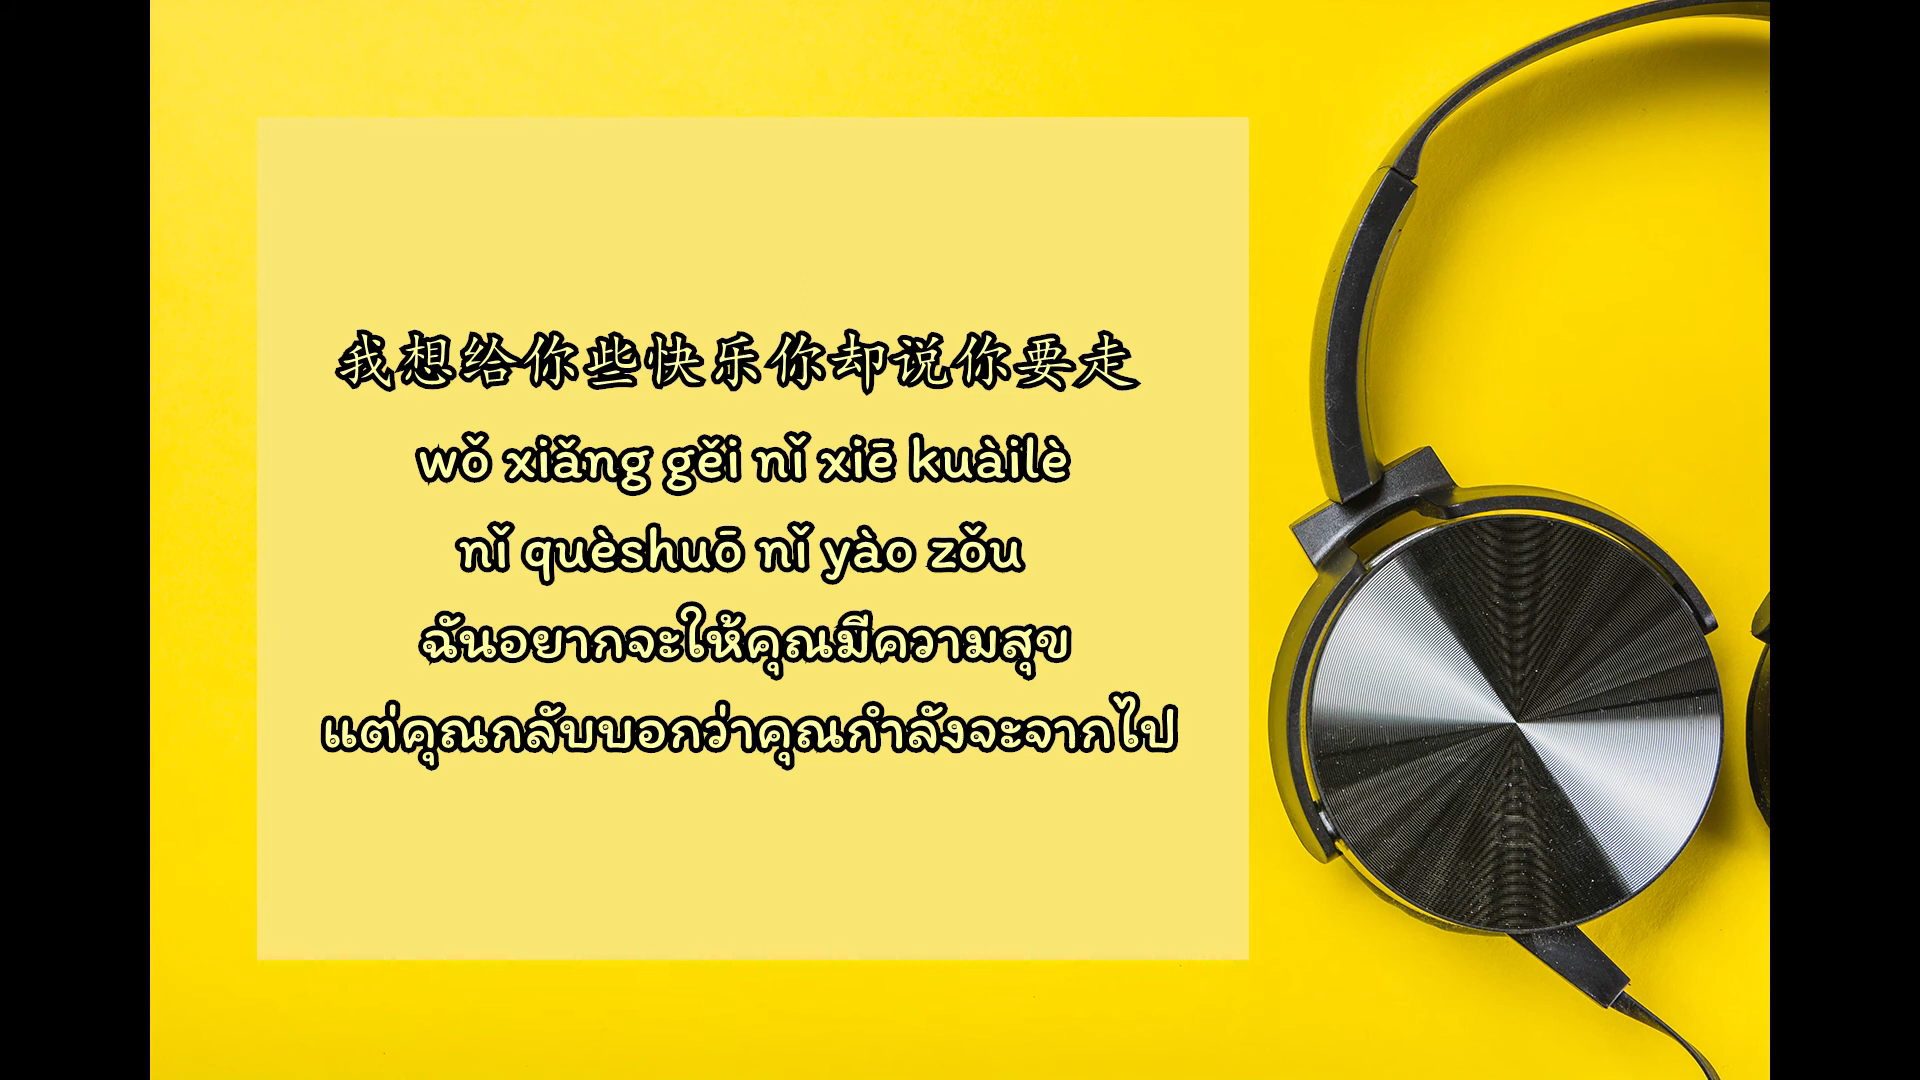 我想给你些快乐你却说你要走
wǒ xiǎng gěi nǐ xiē kuàilè
nǐ quèshuō nǐ yào zǒu
ฉันอยากจะให้คุณมีความสุข
แต่คุณกลับบอกว่าคุณกำลังจะจากไป